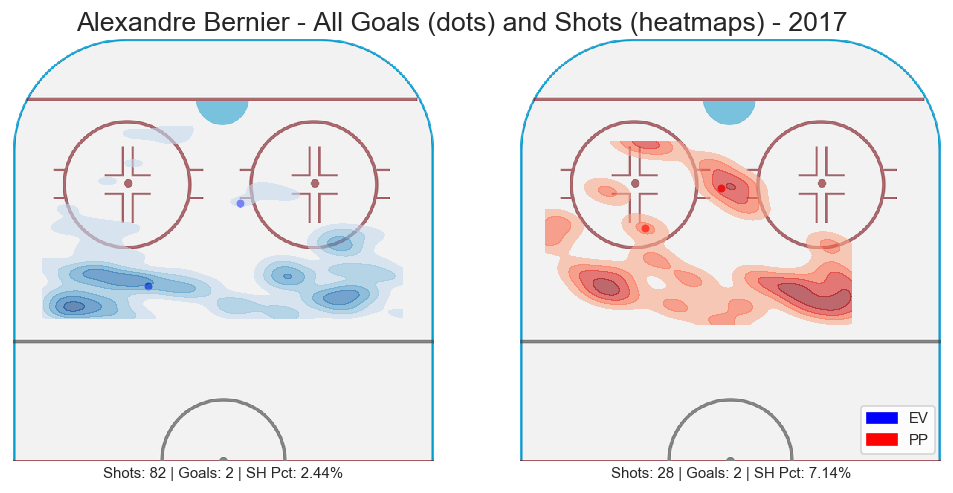 Alexandre Bernier - All Goals (dots) and Shots (heatmaps) - 2017
EV
PP
Shots: 82 | Goals: 2 | SH Pct: 2.44%
Shots: 28 | Goals: 2 | SH Pct: 7.14%